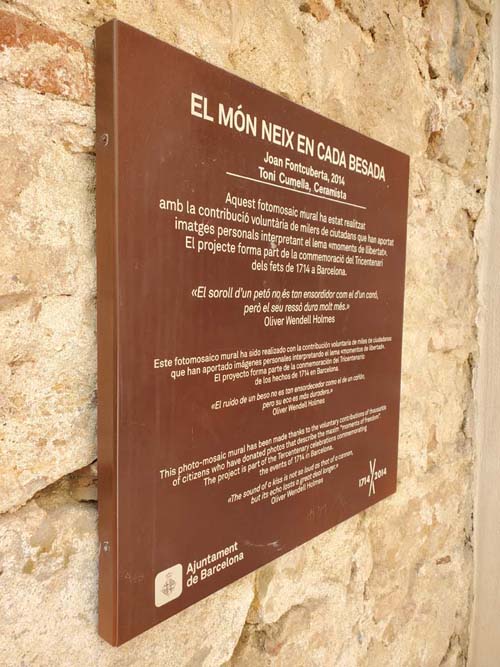 EL MÓN NEIX EN CADA BESADA
Joan Fontcuberta, 2014
Toni Cumella, Ceramista
Aquest fotomosaic mural ha estat realitzat
amb la contribució voluntària de milers de ciutadans que han aportat
imatges personals interpretant el lema «moments de llibertat».
El projecte forma part de la commemoració del Tricentenari
dels fets de 1714 a Barcelona.
«El soroll d'un petó no és tan ensordidor com el d'un canó,
però el seu ressò dura molt més.»
Oliver Wendell Holmes
Este fotomosaico mural ha sido realizado con la contribución voluntaria de miles de ciudadanos
que han aportado imágenes personales interpretando el lema «momentos de libertad».
El proyecto forma parte de la conmemoración del Tricentenario
de los hechos de 1714 en Barcelona.
«El ruido de un beso no es tan ensordecedor como el de un cañón,
pero su eco es más duradero.»
Oliver Wendell Holmes
This photo-mosaic mural has been made thanks to the voluntary contributions of thousands
of citizens who have donated photos that describe the maxim "moments of freedom".
The project is part of the Tercentenary celebrations commemorating
the events of 1714 in Barcelona.
«The sound of a kiss is not so loud as that of a cannon,
but its echo lasts a great deal longer.»
Oliver Wendell Holmes
1714 2014
Ajuntament
de Barcelona